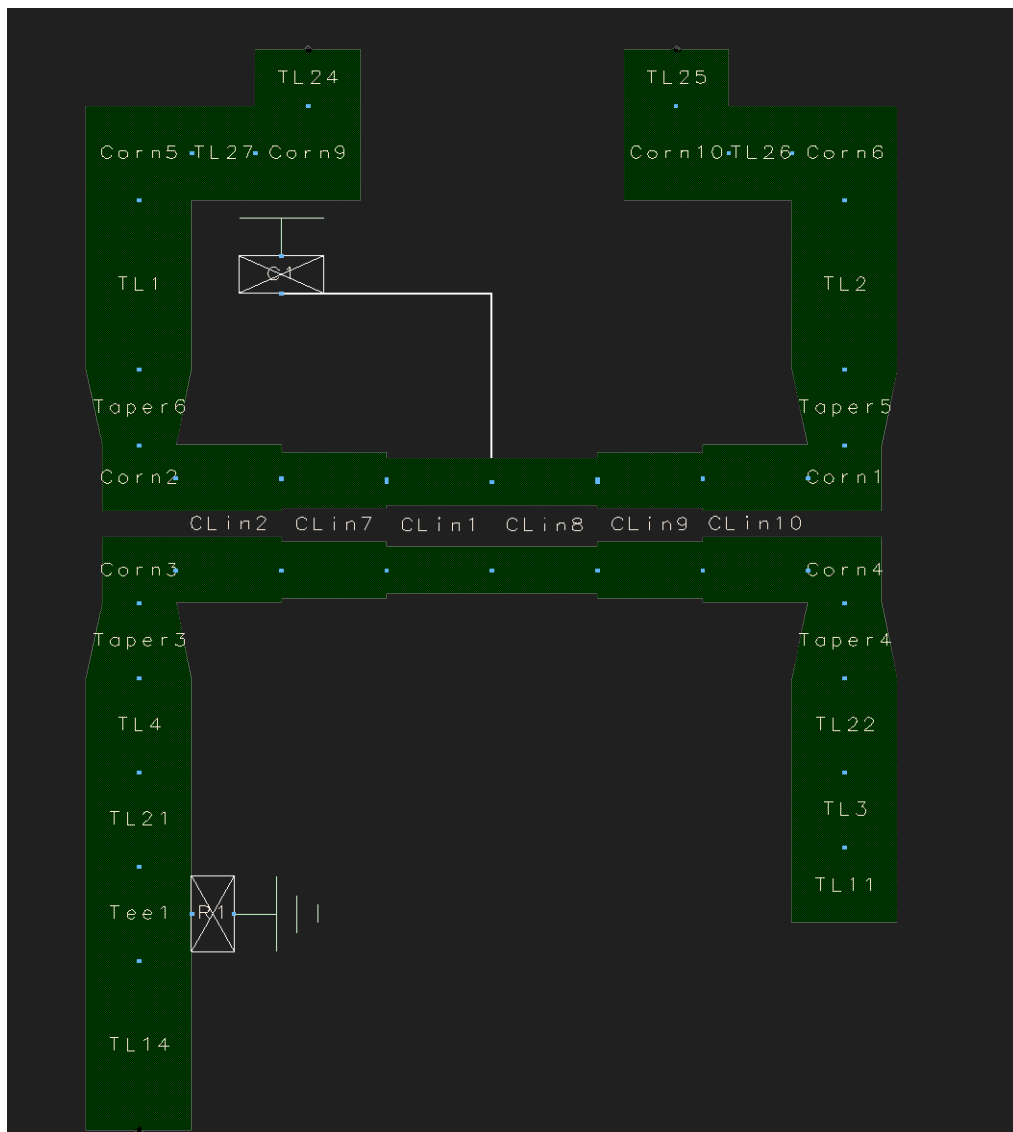 TL24 TL25
Corn5 TL27 Corn9 Corn10 TL26 Corn6
C1
TL1 TL2
Taper6 Taper5
Corn2 Corn1
CLin2 CLin7 CLin1 CLin8 CLin9 CLin10
Corn3 Corn4
Taper3 Taper4
TL4 TL22
TL21 TL3
TL11
Tee1 R1
TL14